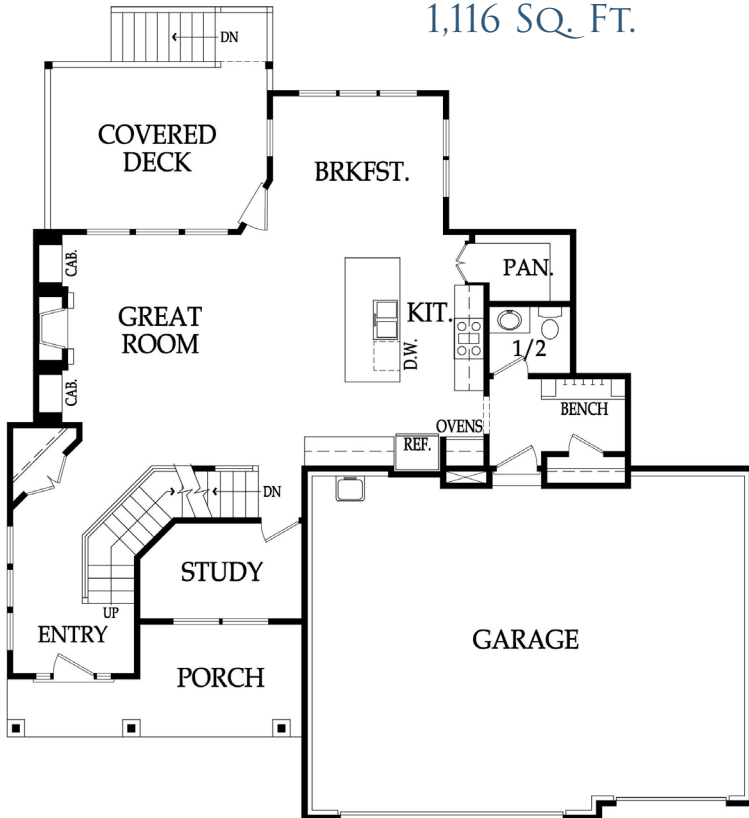 1,116 SQ. FT.
DN
COVERED
DECK
BRKFST.
CAB.
PAN.
GREAT
ROOM
KIT.
1/2
D.W.
CAB.
BENCH
OVENS
REF.
DN
STUDY
UP
ENTRY
GARAGE
PORCH